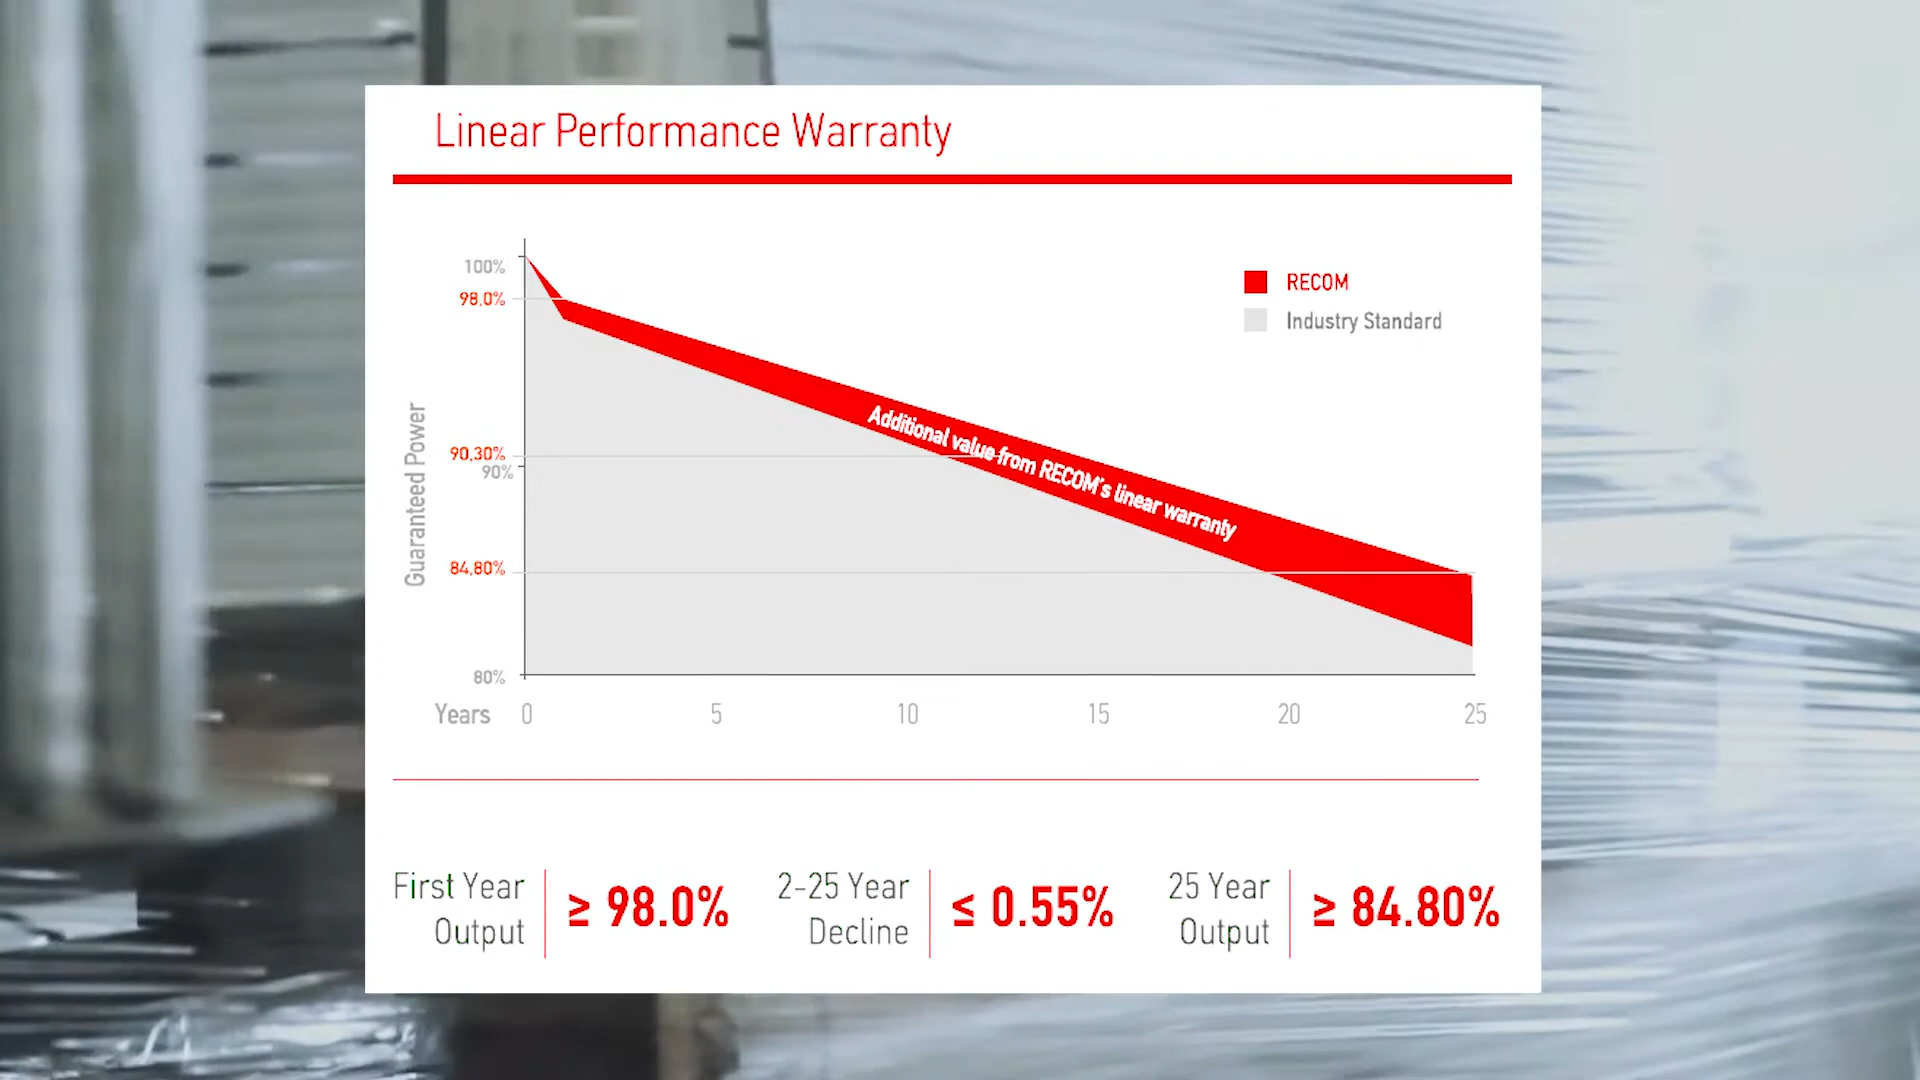 Linear Performance Warranty
100%
98,0%
90,30%
90%
84,80%
80%
Guaranteed Power
RECOM
Industry Standard
Additional value from RECOM's linear warranty
Years 0 5 10 15 20 25
First Year
Output
≥ 98.0%
2-25 Year
Decline
≤ 0.55%
25 Year
Output
≥ 84.80%